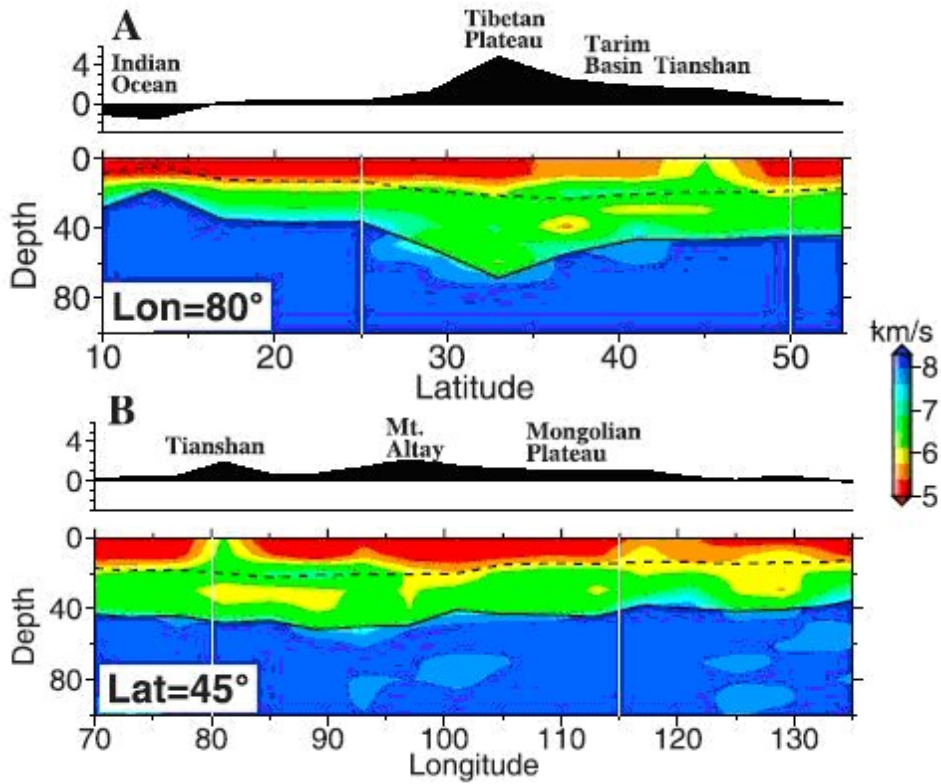 A
Tibetan
Plateau
Indian
Ocean
Tarim
Basin Tianshan
4
0
0
40
80
Depth
Lon=80°
10 20 30 40 50
Latitude
km/s
8
7
6
5
B
Tianshan
Mt.
Altay
Mongolian
Plateau
4
0
0
40
80
Depth
Lat=45°
70 80 90 100 110 120 130
Longitude